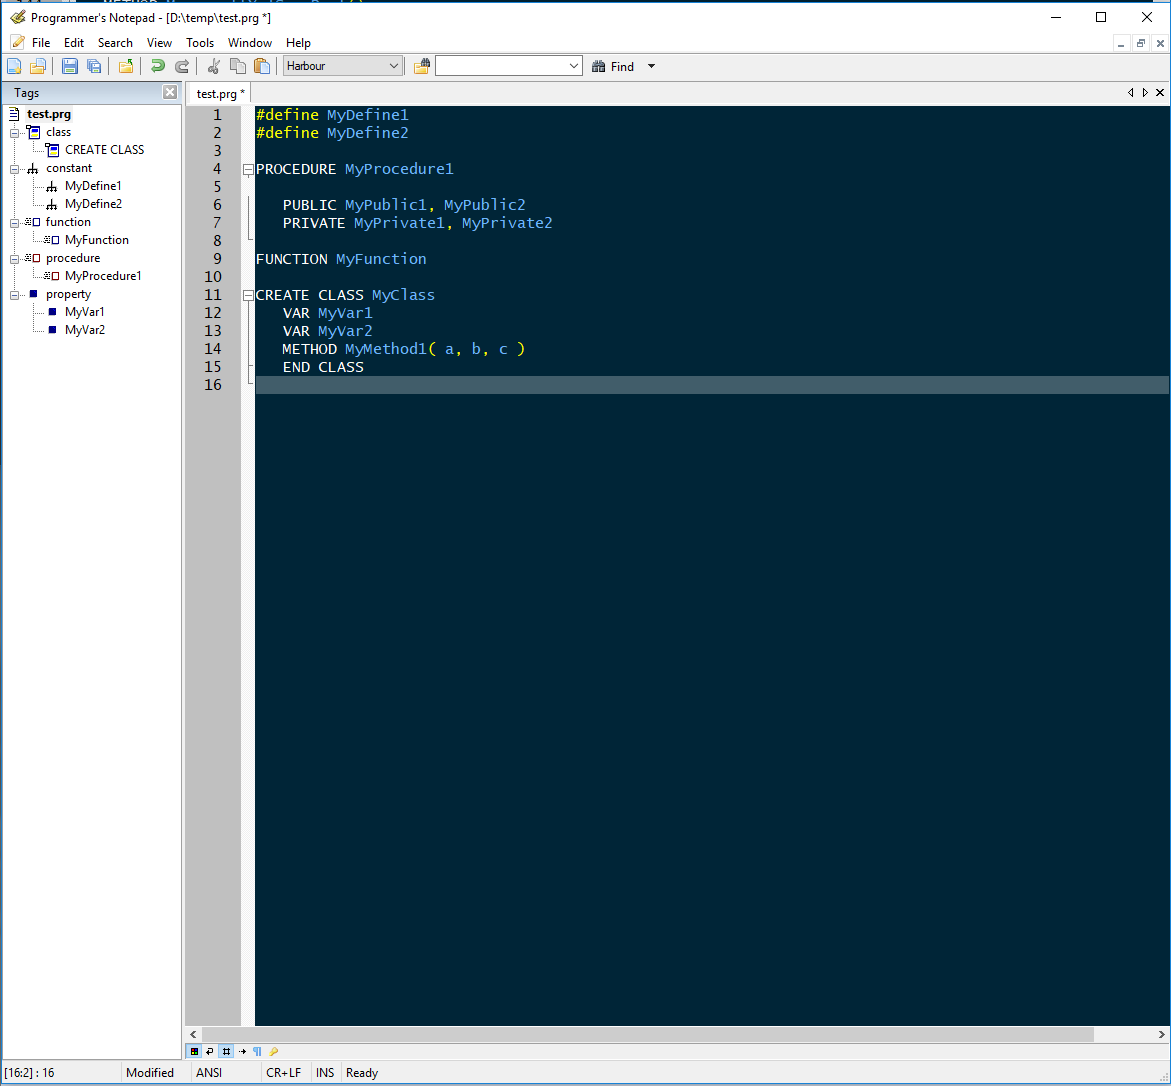 Programmer's Notepad - [D:\temp\test.prg *]
File Edit Search View Tools Window Help
Harbour Find
Tags
test.prg *
test.prg
class
CREATE CLASS
constant
MyDefine1
MyDefine2
function
MyFunction
procedure
MyProcedure1
property
MyVar1
MyVar2
1 #define MyDefine1
2 #define MyDefine2
3
4 PROCEDURE MyProcedure1
5
6 PUBLIC MyPublic1, MyPublic2
7 PRIVATE MyPrivate1, MyPrivate2
8
9 FUNCTION MyFunction
10
11 CREATE CLASS MyClass
12 VAR MyVar1
13 VAR MyVar2
14 METHOD MyMethod1( a, b, c )
15 END CLASS
16
[16:2] : 16 Modified ANSI CR+LF INS Ready